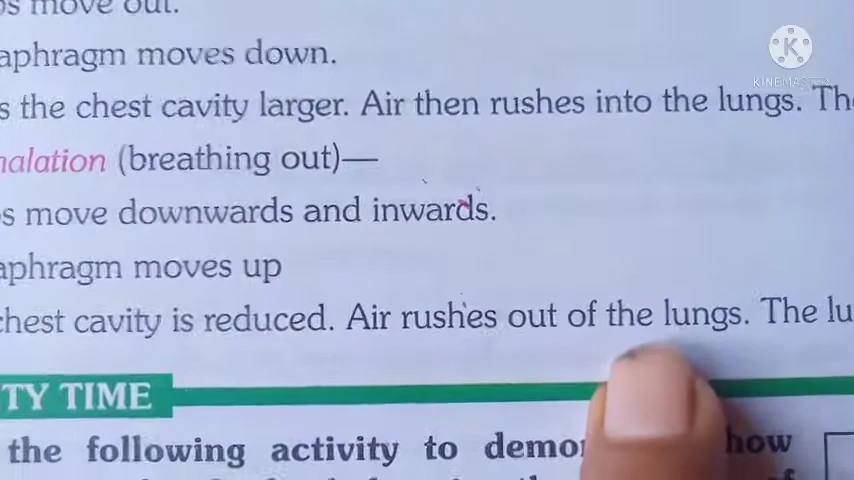 move out.
aphragm moves down.
s the chest cavity larger. Air then rushes into the lungs. Th
KINEMASTER
halation (breathing out)—
s move downwards and inwards.
aphragm moves up
chest cavity is reduced. Air rushes out of the lungs. The lu
TY TIME
the following activity to demo how
of